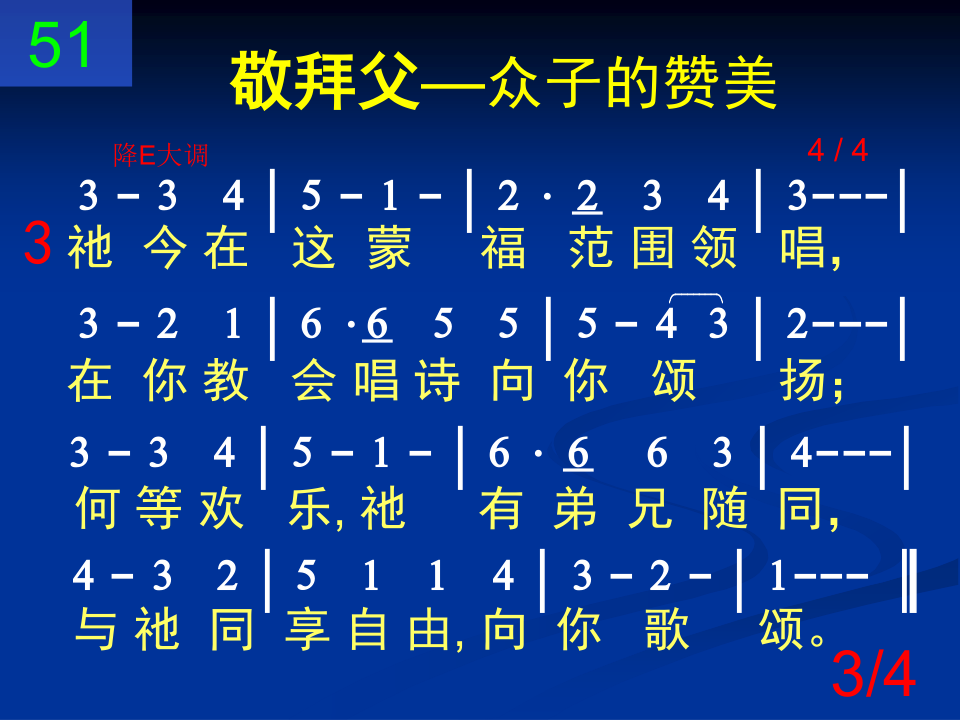 51
敬拜父—众子的赞美
降E大调 4 / 4
3 - 3 4 | 5 - 1 - | 2 · 2 3 4 | 3--- |
3 祂 今 在 这 蒙 福 范 围 领 唱，
3 - 2 1 | 6 · 6 5 5 | 5 - 4 3 | 2--- |
在 你 教 会 唱 诗 向 你 颂 扬；
3 - 3 4 | 5 - 1 - | 6 · 6 6 3 | 4--- |
何 等 欢 乐, 祂 有 弟 兄 随 同，
4 - 3 2 | 5 1 1 4 | 3 - 2 - | 1--- ‖
与 祂 同 享 自 由, 向 你 歌 颂。
3/4